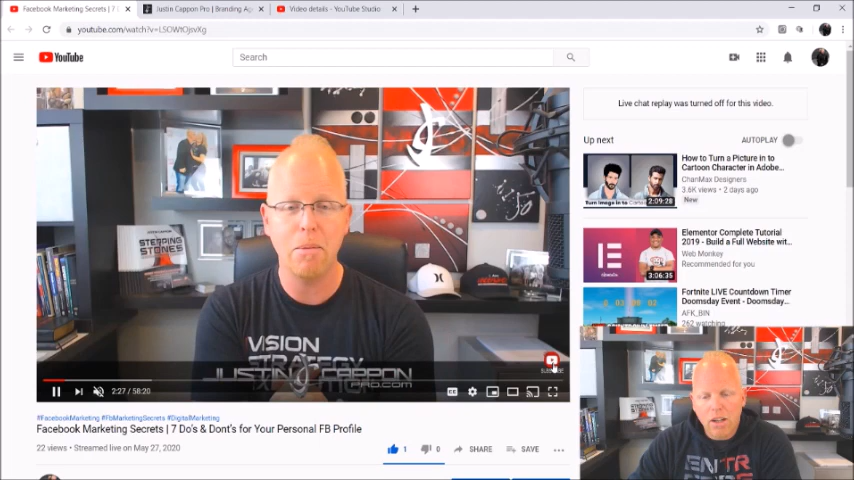 Facebook Marketing Secrets | 7
Justin Cappon Pro | Branding Ag
Video details - YouTube Studio
youtube.com/watch?v=LSOWtOjsvXg
YouTube
Search
Live chat replay was turned off for this video.
Up next
AUTOPLAY
How to Turn a Picture in to
Cartoon Character in Adobe...
ChanMax Designers
3.6K views • 2 days ago
New
2:09:28
Elementor Complete Tutorial
2019 - Build a Full Website wit...
Web Monkey
Recommended for you
3:06:35
Fortnite LIVE Countdown Timer
Doomsday Event - Doomsday...
AFK_BIN
262 watching
STEPPING
STONES
VISION
STRATEGY
JUSTIN CAPPON
PRO.COM
2:27 / 58:20
#FacebookMarketing #FbMarketingSecrets #DigitalMarketing
Facebook Marketing Secrets | 7 Do's & Dont's for Your Personal FB Profile
22 views • Streamed live on May 27, 2020
1
0
SHARE
SAVE